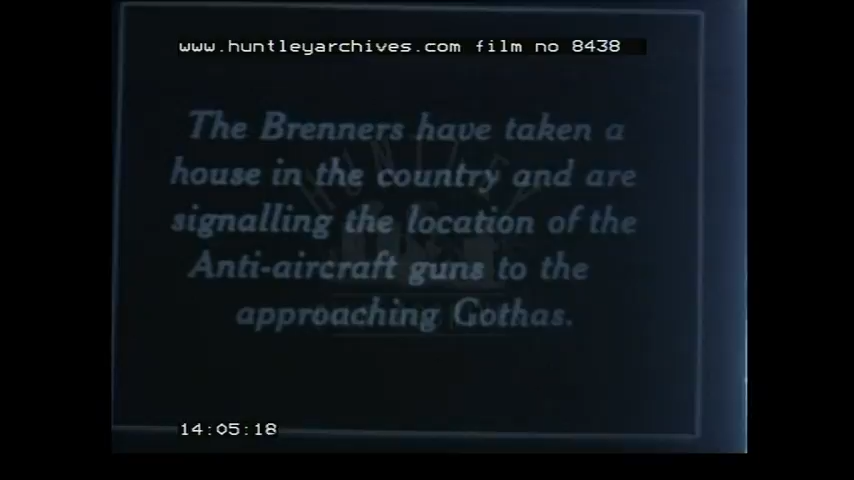 www.huntleyarchives.com film no 8438
The Brenners have taken a
house in the country and are
signalling the location of the
Anti-aircraft guns to the
approaching Gothas.
14:05:18